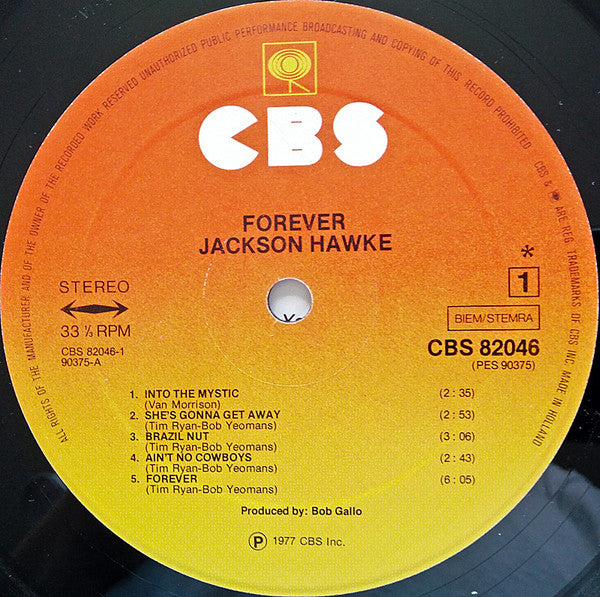 ALL RIGHTS OF THE MANUFACTURER AND OF THE OWNER OF THE RECORDED WORK RESERVED UNAUTHORIZED PUBLIC PERFORMANCE BROADCASTING AND COPYING OF THIS RECORD PROHIBITED CBS & ARE REG. TRADEMARKS OF CBS INC. MADE IN HOLLAND
CBS
FOREVER
JACKSON HAWKE
STEREO
33 ⅓ RPM
CBS 82046-1
90375-A
*
1
BIEM/STEMRA
CBS 82046
(PES 90375)
1. INTO THE MYSTIC (2 : 35)
(Van Morrison)
2. SHE'S GONNA GET AWAY (2 : 53)
(Tim Ryan-Bob Yeomans)
3. BRAZIL NUT (3 : 06)
(Tim Ryan-Bob Yeomans)
4. AIN'T NO COWBOYS (2 : 43)
(Tim Ryan-Bob Yeomans)
5. FOREVER (6 : 05)
(Tim Ryan-Bob Yeomans)
Produced by: Bob Gallo
℗ 1977 CBS Inc.